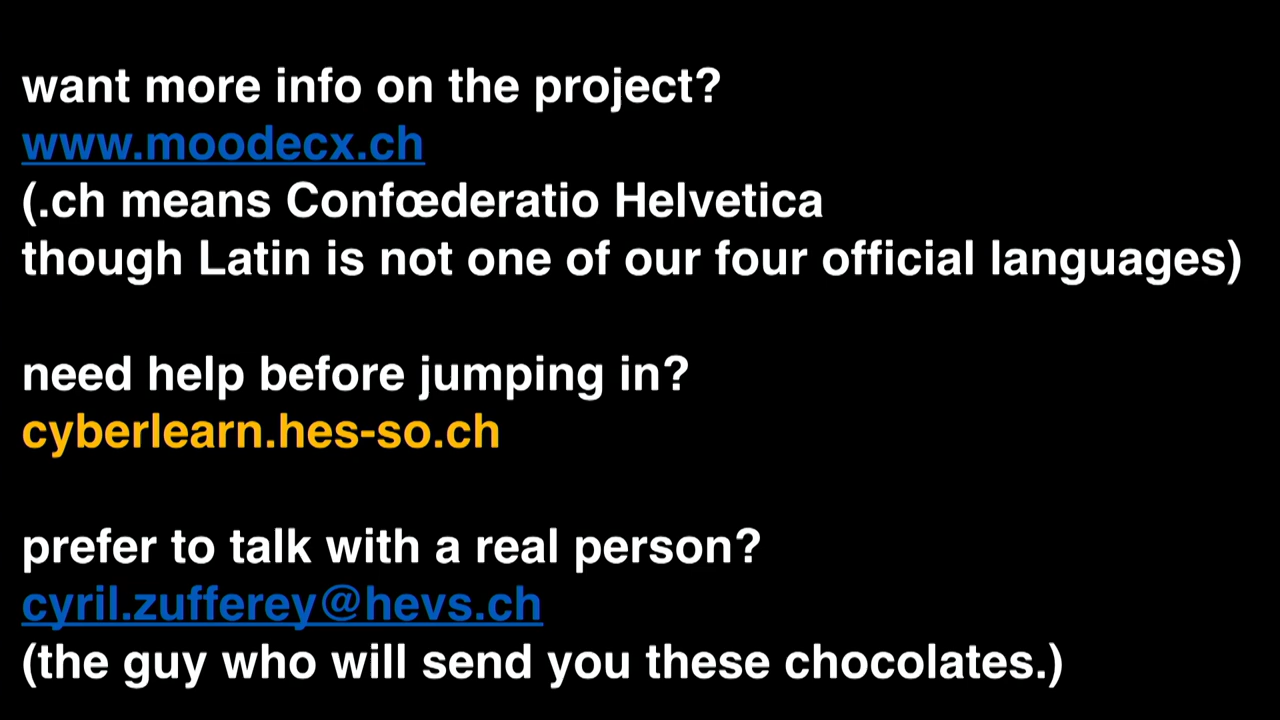 want more info on the project?
www.moodecx.ch
(.ch means Confœderatio Helvetica
though Latin is not one of our four official languages)
need help before jumping in?
cyberlearn.hes-so.ch
prefer to talk with a real person?
cyril.zufferey@hevs.ch
(the guy who will send you these chocolates.)